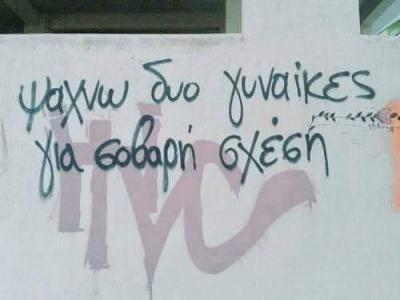 ψαχνω δυο γυναίκες
για σοβαρή σχέση